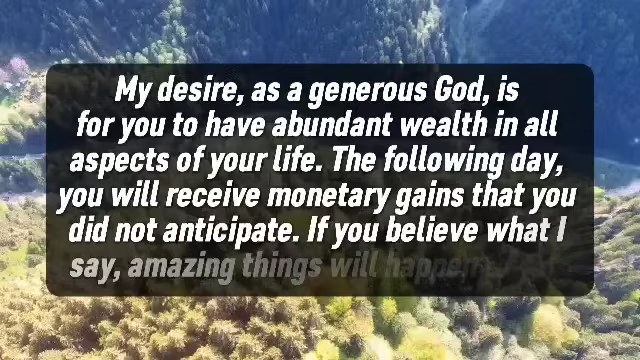 My desire, as a generous God, is
for you to have abundant wealth in all
aspects of your life. The following day,
you will receive monetary gains that you
did not anticipate. If you believe what I
say, amazing things will happen